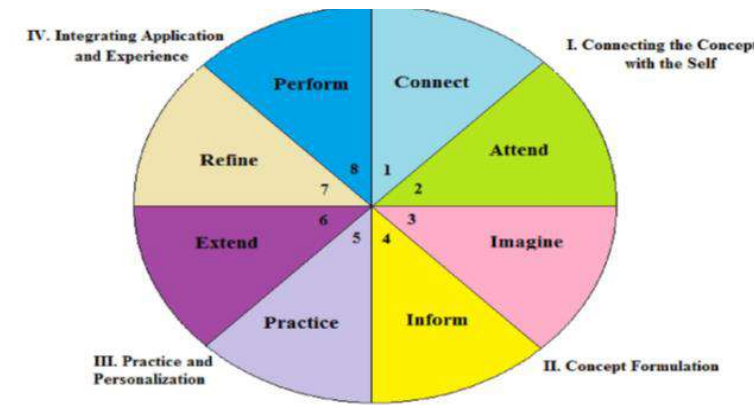 IV. Integrating Application
and Experience
I. Connecting the Concept
with the Self
Perform
Connect
Refine
Attend
8
1
7
2
6
3
5
4
Extend
Imagine
Practice
Inform
III. Practice and
Personalization
II. Concept Formulation